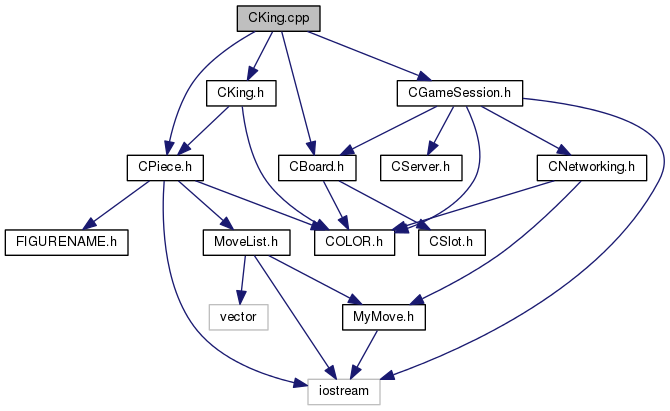 CKing.cpp
CKing.h
CGameSession.h
CPiece.h
CBoard.h
CServer.h
CNetworking.h
FIGURENAME.h
MoveList.h
COLOR.h
CSlot.h
vector
MyMove.h
iostream